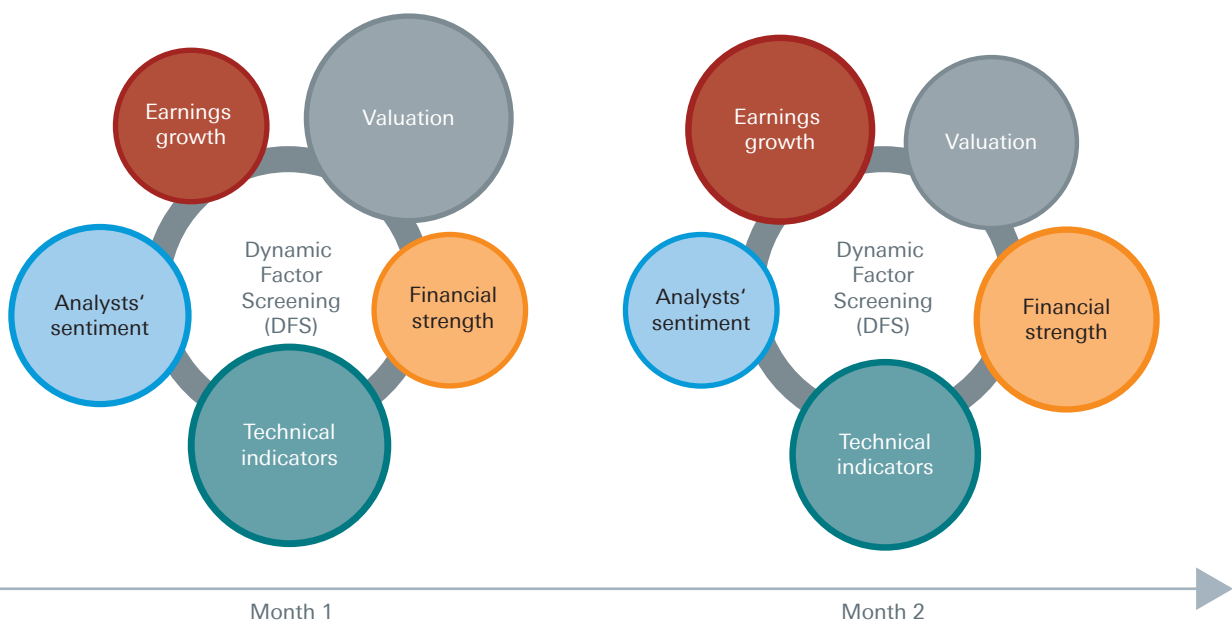 Earnings
growth
Valuation
Analysts‘
sentiment
Dynamic
Factor
Screening
(DFS)
Financial
strength
Technical
indicators
Earnings
growth
Valuation
Analysts‘
sentiment
Dynamic
Factor
Screening
(DFS)
Financial
strength
Technical
indicators
Month 1
Month 2